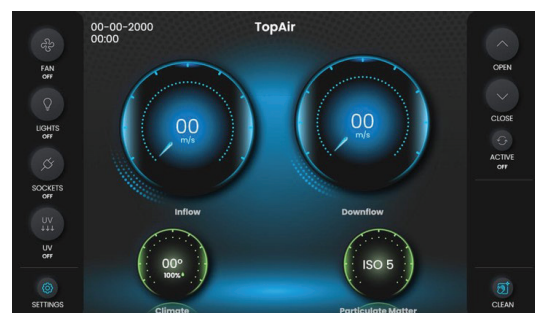 00-00-2000
00:00
TopAir
FAN
OFF
LIGHTS
OFF
SOCKETS
OFF
UV
UV
OFF
SETTINGS
00
m/s
Inflow
00
m/s
Downflow
00°
100%
Climate
ISO 5
Particulate Matter
OPEN
CLOSE
ACTIVE
OFF
CLEAN